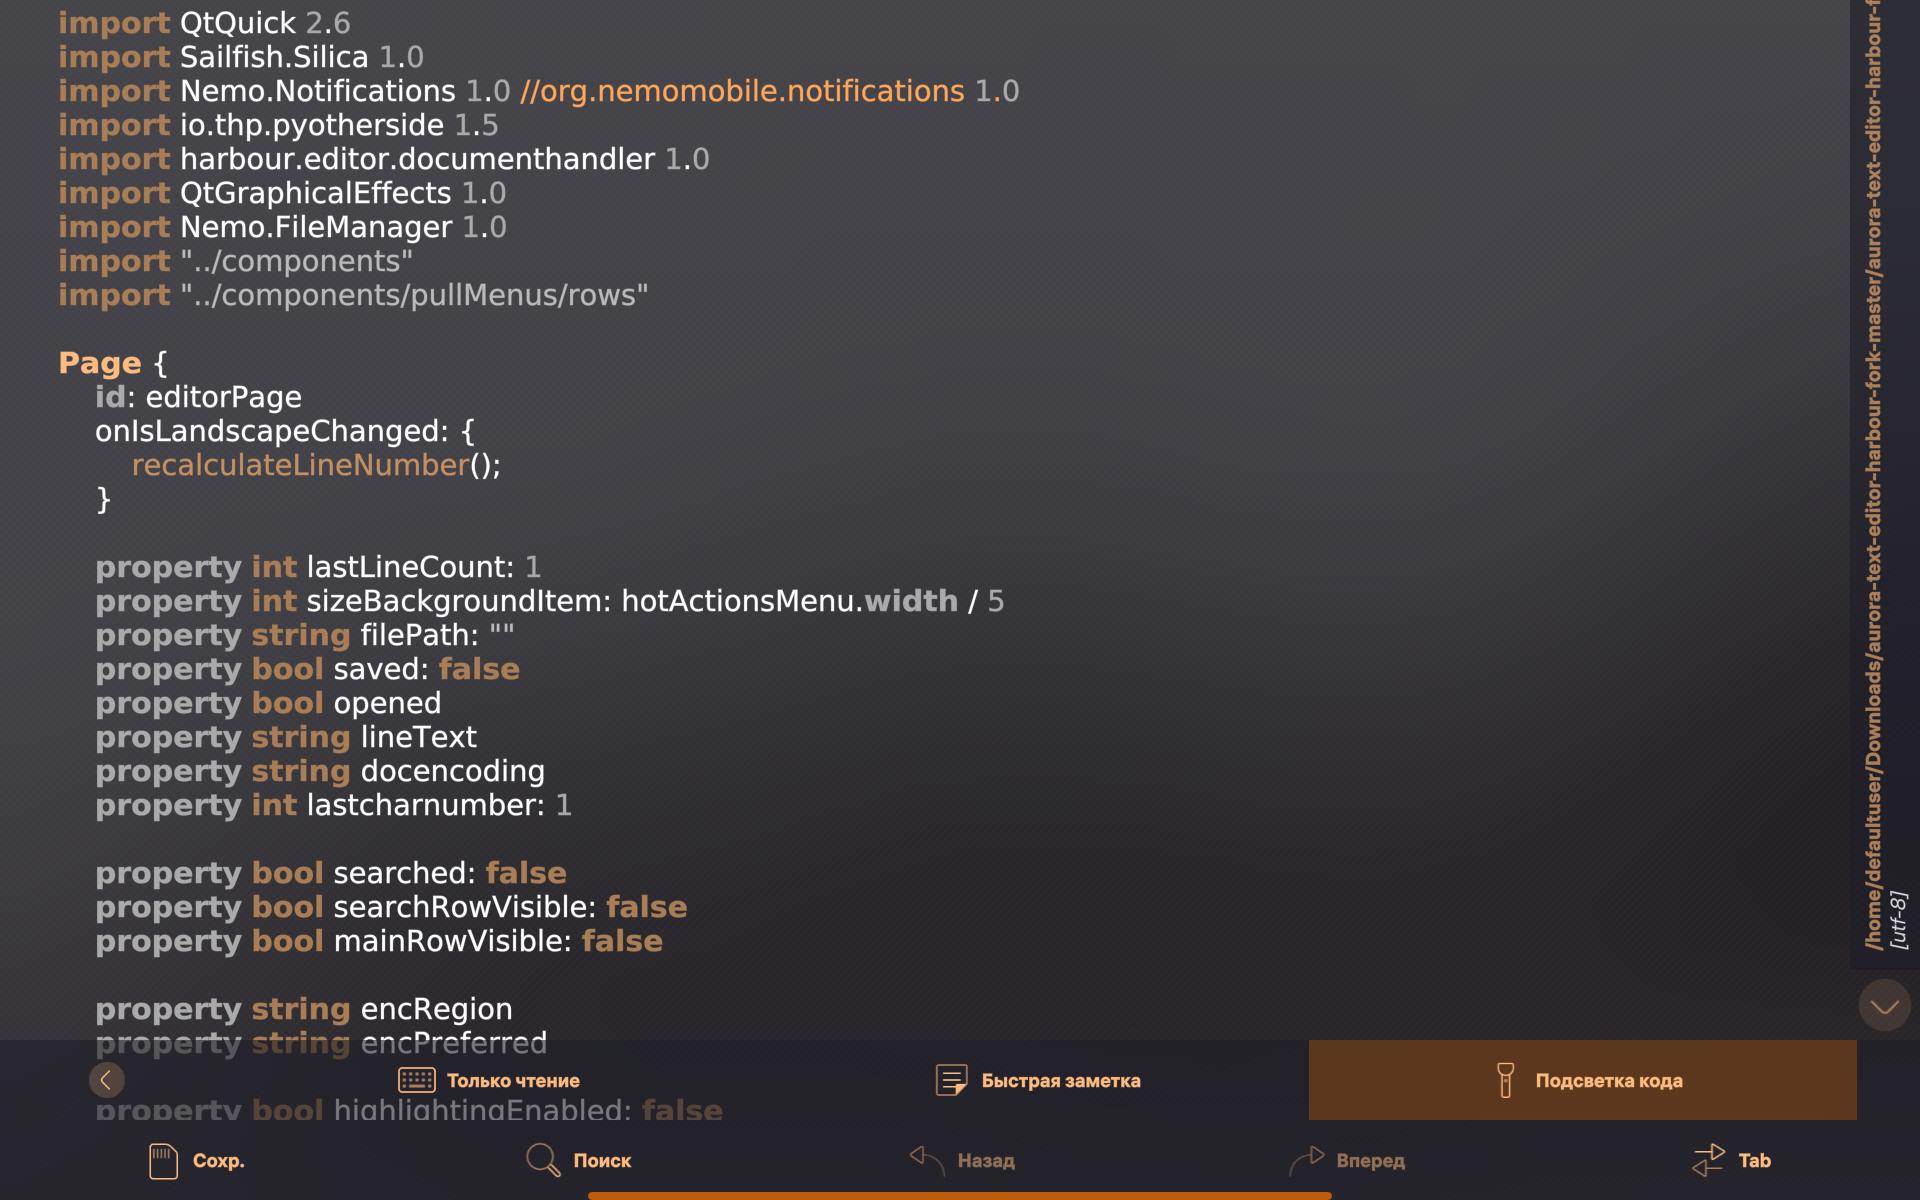 import QtQuick 2.6
import Sailfish.Silica 1.0
import Nemo.Notifications 1.0 //org.nemomobile.notifications 1.0
import io.thp.pyotherside 1.5
import harbour.editor.documenthandler 1.0
import QtGraphicalEffects 1.0
import Nemo.FileManager 1.0
import "../components"
import "../components/pullMenus/rows"
Page {
id: editorPage
onIsLandscapeChanged: {
recalculateLineNumber();
}
property int lastLineCount: 1
property int sizeBackgroundItem: hotActionsMenu.width / 5
property string filePath: ""
property bool saved: false
property bool opened
property string lineText
property string docencoding
property int lastcharnumber: 1
property bool searched: false
property bool searchRowVisible: false
property bool mainRowVisible: false
property string encRegion
property string encPreferred
property bool highlightingEnabled: false
/home/defaultuser/Downloads/aurora-text-editor-harbour-fork-master/aurora-text-editor-harbour-f
[utf-8]
Только чтение
Быстрая заметка
Подсветка кода
Сохр.
Поиск
Назад
Вперед
Tab